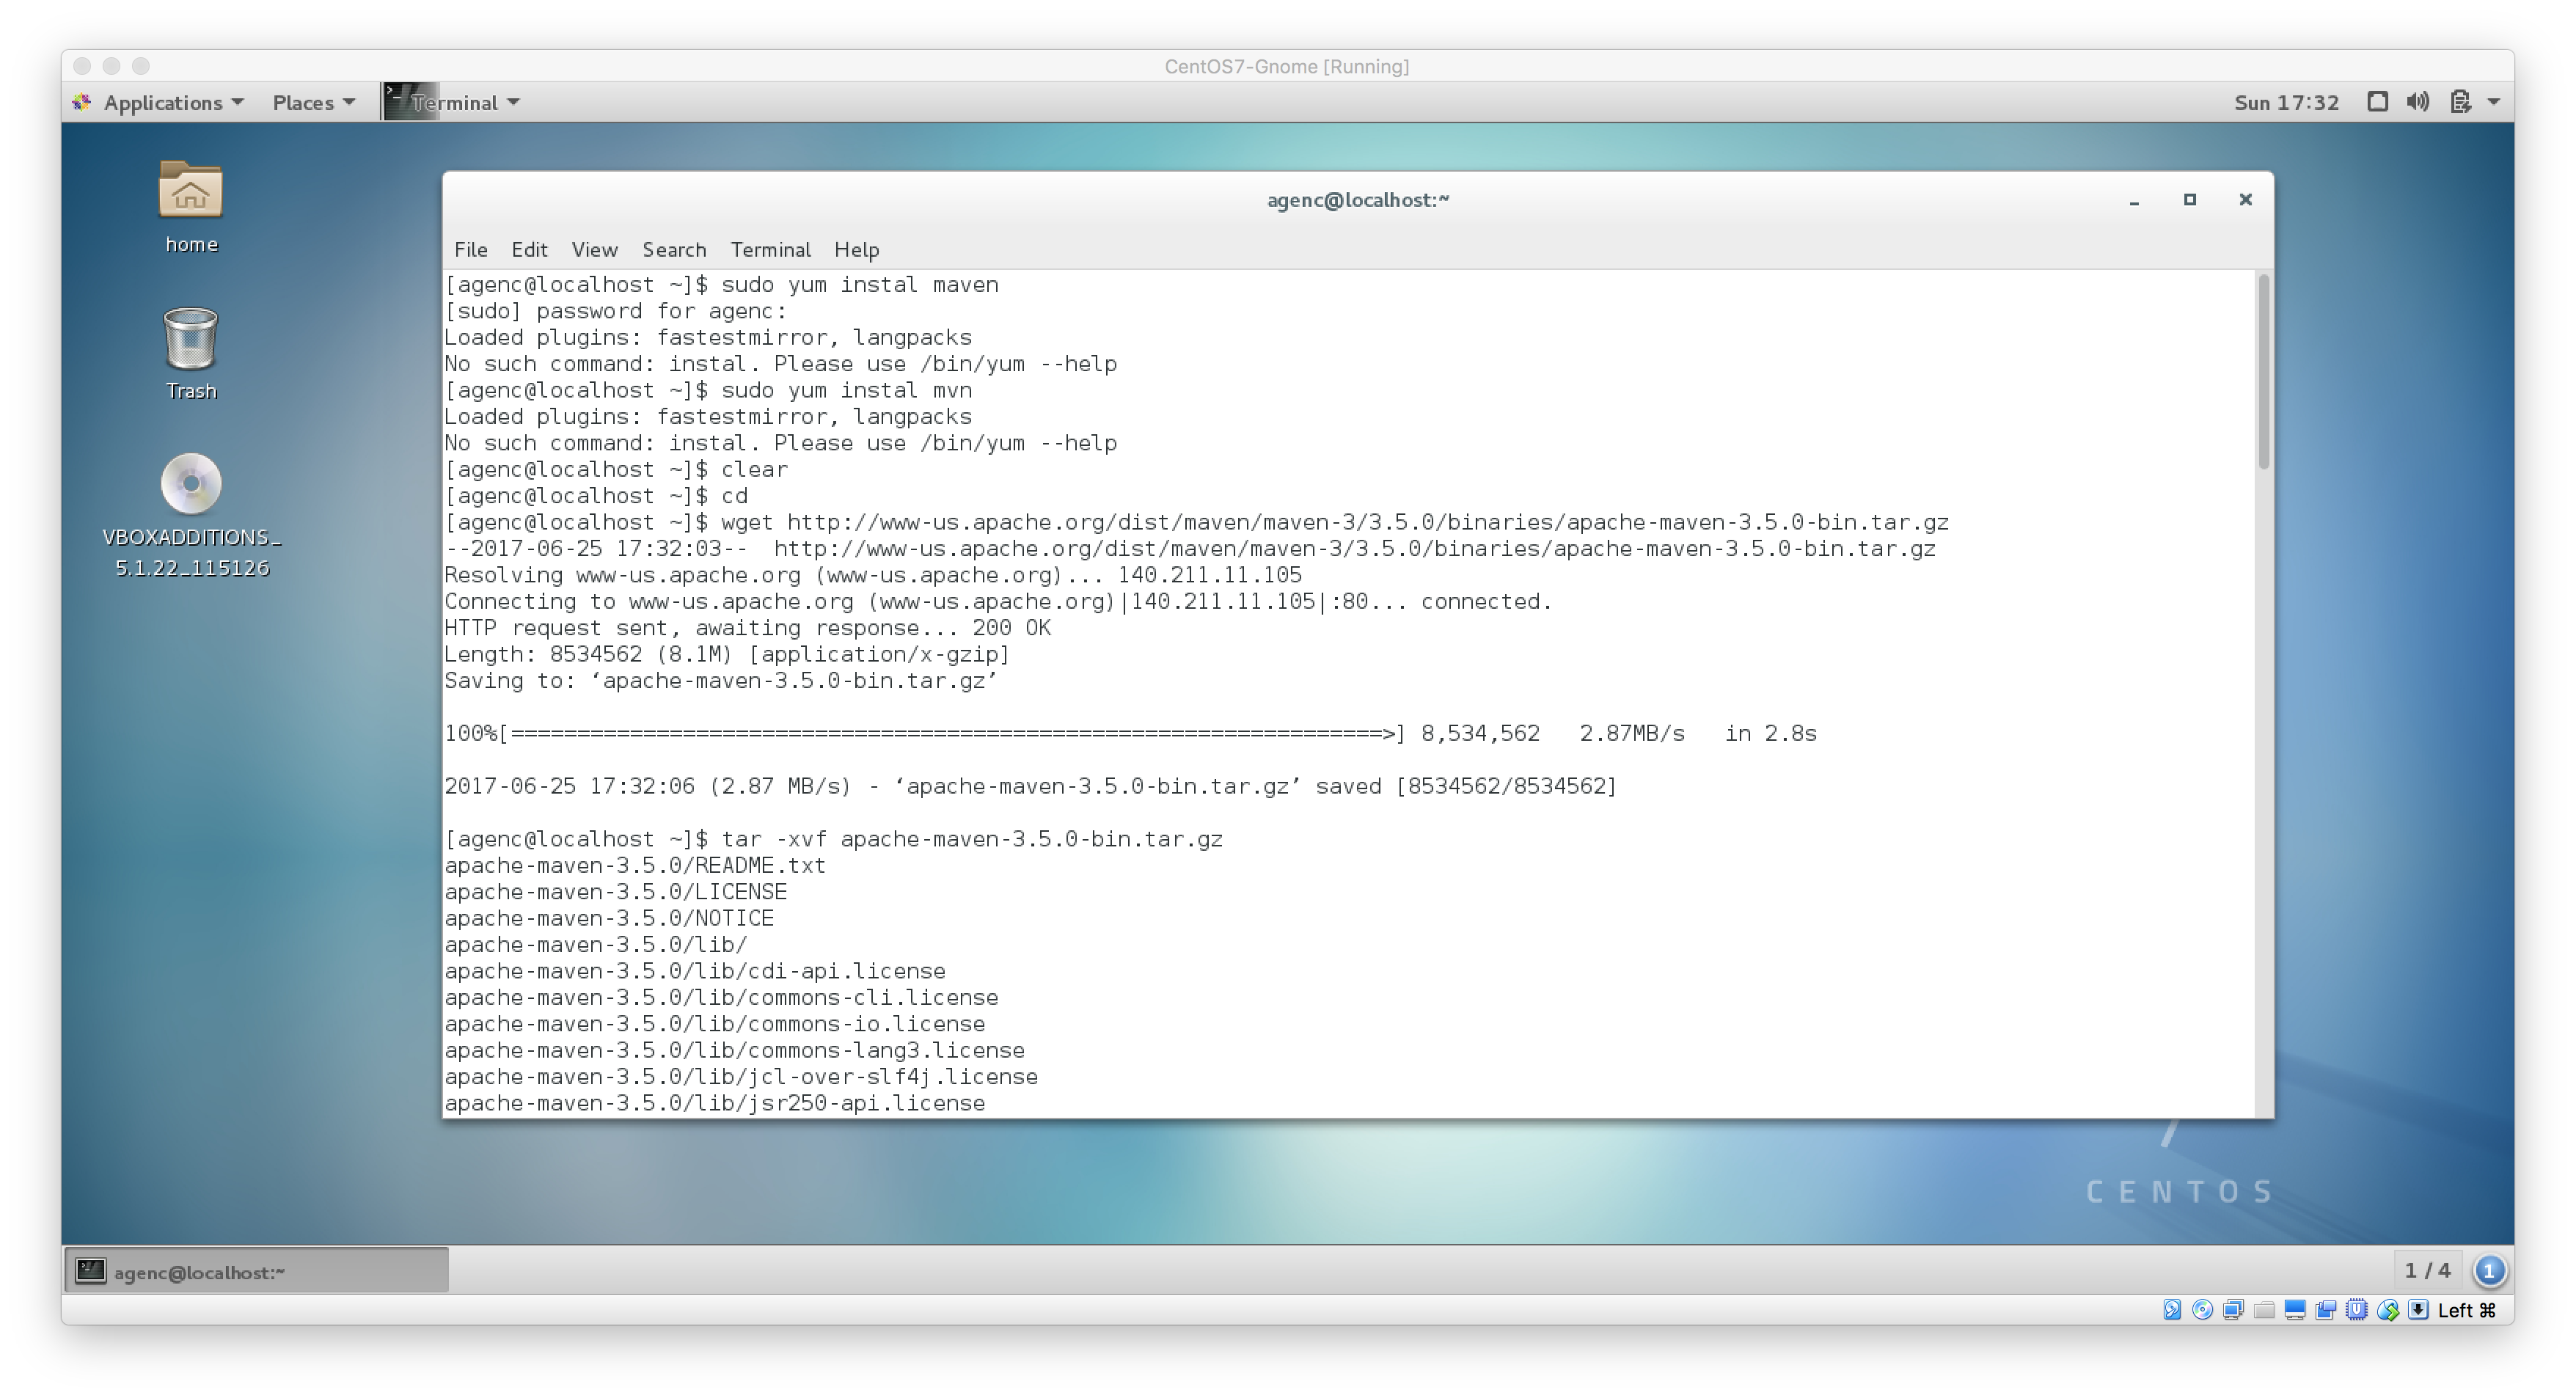 CentOS7-Gnome [Running]
Applications Places Terminal Sun 17:32
home
Trash
VBOXADDITIONS_
5.1.22_115126
agenc@localhost:~
File Edit View Search Terminal Help
[agenc@localhost ~]$ sudo yum instal maven
[sudo] password for agenc:
Loaded plugins: fastestmirror, langpacks
No such command: instal. Please use /bin/yum --help
[agenc@localhost ~]$ sudo yum instal mvn
Loaded plugins: fastestmirror, langpacks
No such command: instal. Please use /bin/yum --help
[agenc@localhost ~]$ clear
[agenc@localhost ~]$ cd
[agenc@localhost ~]$ wget http://www-us.apache.org/dist/maven/maven-3/3.5.0/binaries/apache-maven-3.5.0-bin.tar.gz
--2017-06-25 17:32:03--  http://www-us.apache.org/dist/maven/maven-3/3.5.0/binaries/apache-maven-3.5.0-bin.tar.gz
Resolving www-us.apache.org (www-us.apache.org)... 140.211.11.105
Connecting to www-us.apache.org (www-us.apache.org)|140.211.11.105|:80... connected.
HTTP request sent, awaiting response... 200 OK
Length: 8534562 (8.1M) [application/x-gzip]
Saving to: ‘apache-maven-3.5.0-bin.tar.gz’
100%[==================================================================>] 8,534,562   2.87MB/s   in 2.8s
2017-06-25 17:32:06 (2.87 MB/s) - ‘apache-maven-3.5.0-bin.tar.gz’ saved [8534562/8534562]
[agenc@localhost ~]$ tar -xvf apache-maven-3.5.0-bin.tar.gz
apache-maven-3.5.0/README.txt
apache-maven-3.5.0/LICENSE
apache-maven-3.5.0/NOTICE
apache-maven-3.5.0/lib/
apache-maven-3.5.0/lib/cdi-api.license
apache-maven-3.5.0/lib/commons-cli.license
apache-maven-3.5.0/lib/commons-io.license
apache-maven-3.5.0/lib/commons-lang3.license
apache-maven-3.5.0/lib/jcl-over-slf4j.license
apache-maven-3.5.0/lib/jsr250-api.license
CENTOS
agenc@localhost:~ 1 / 4 1
Left ⌘